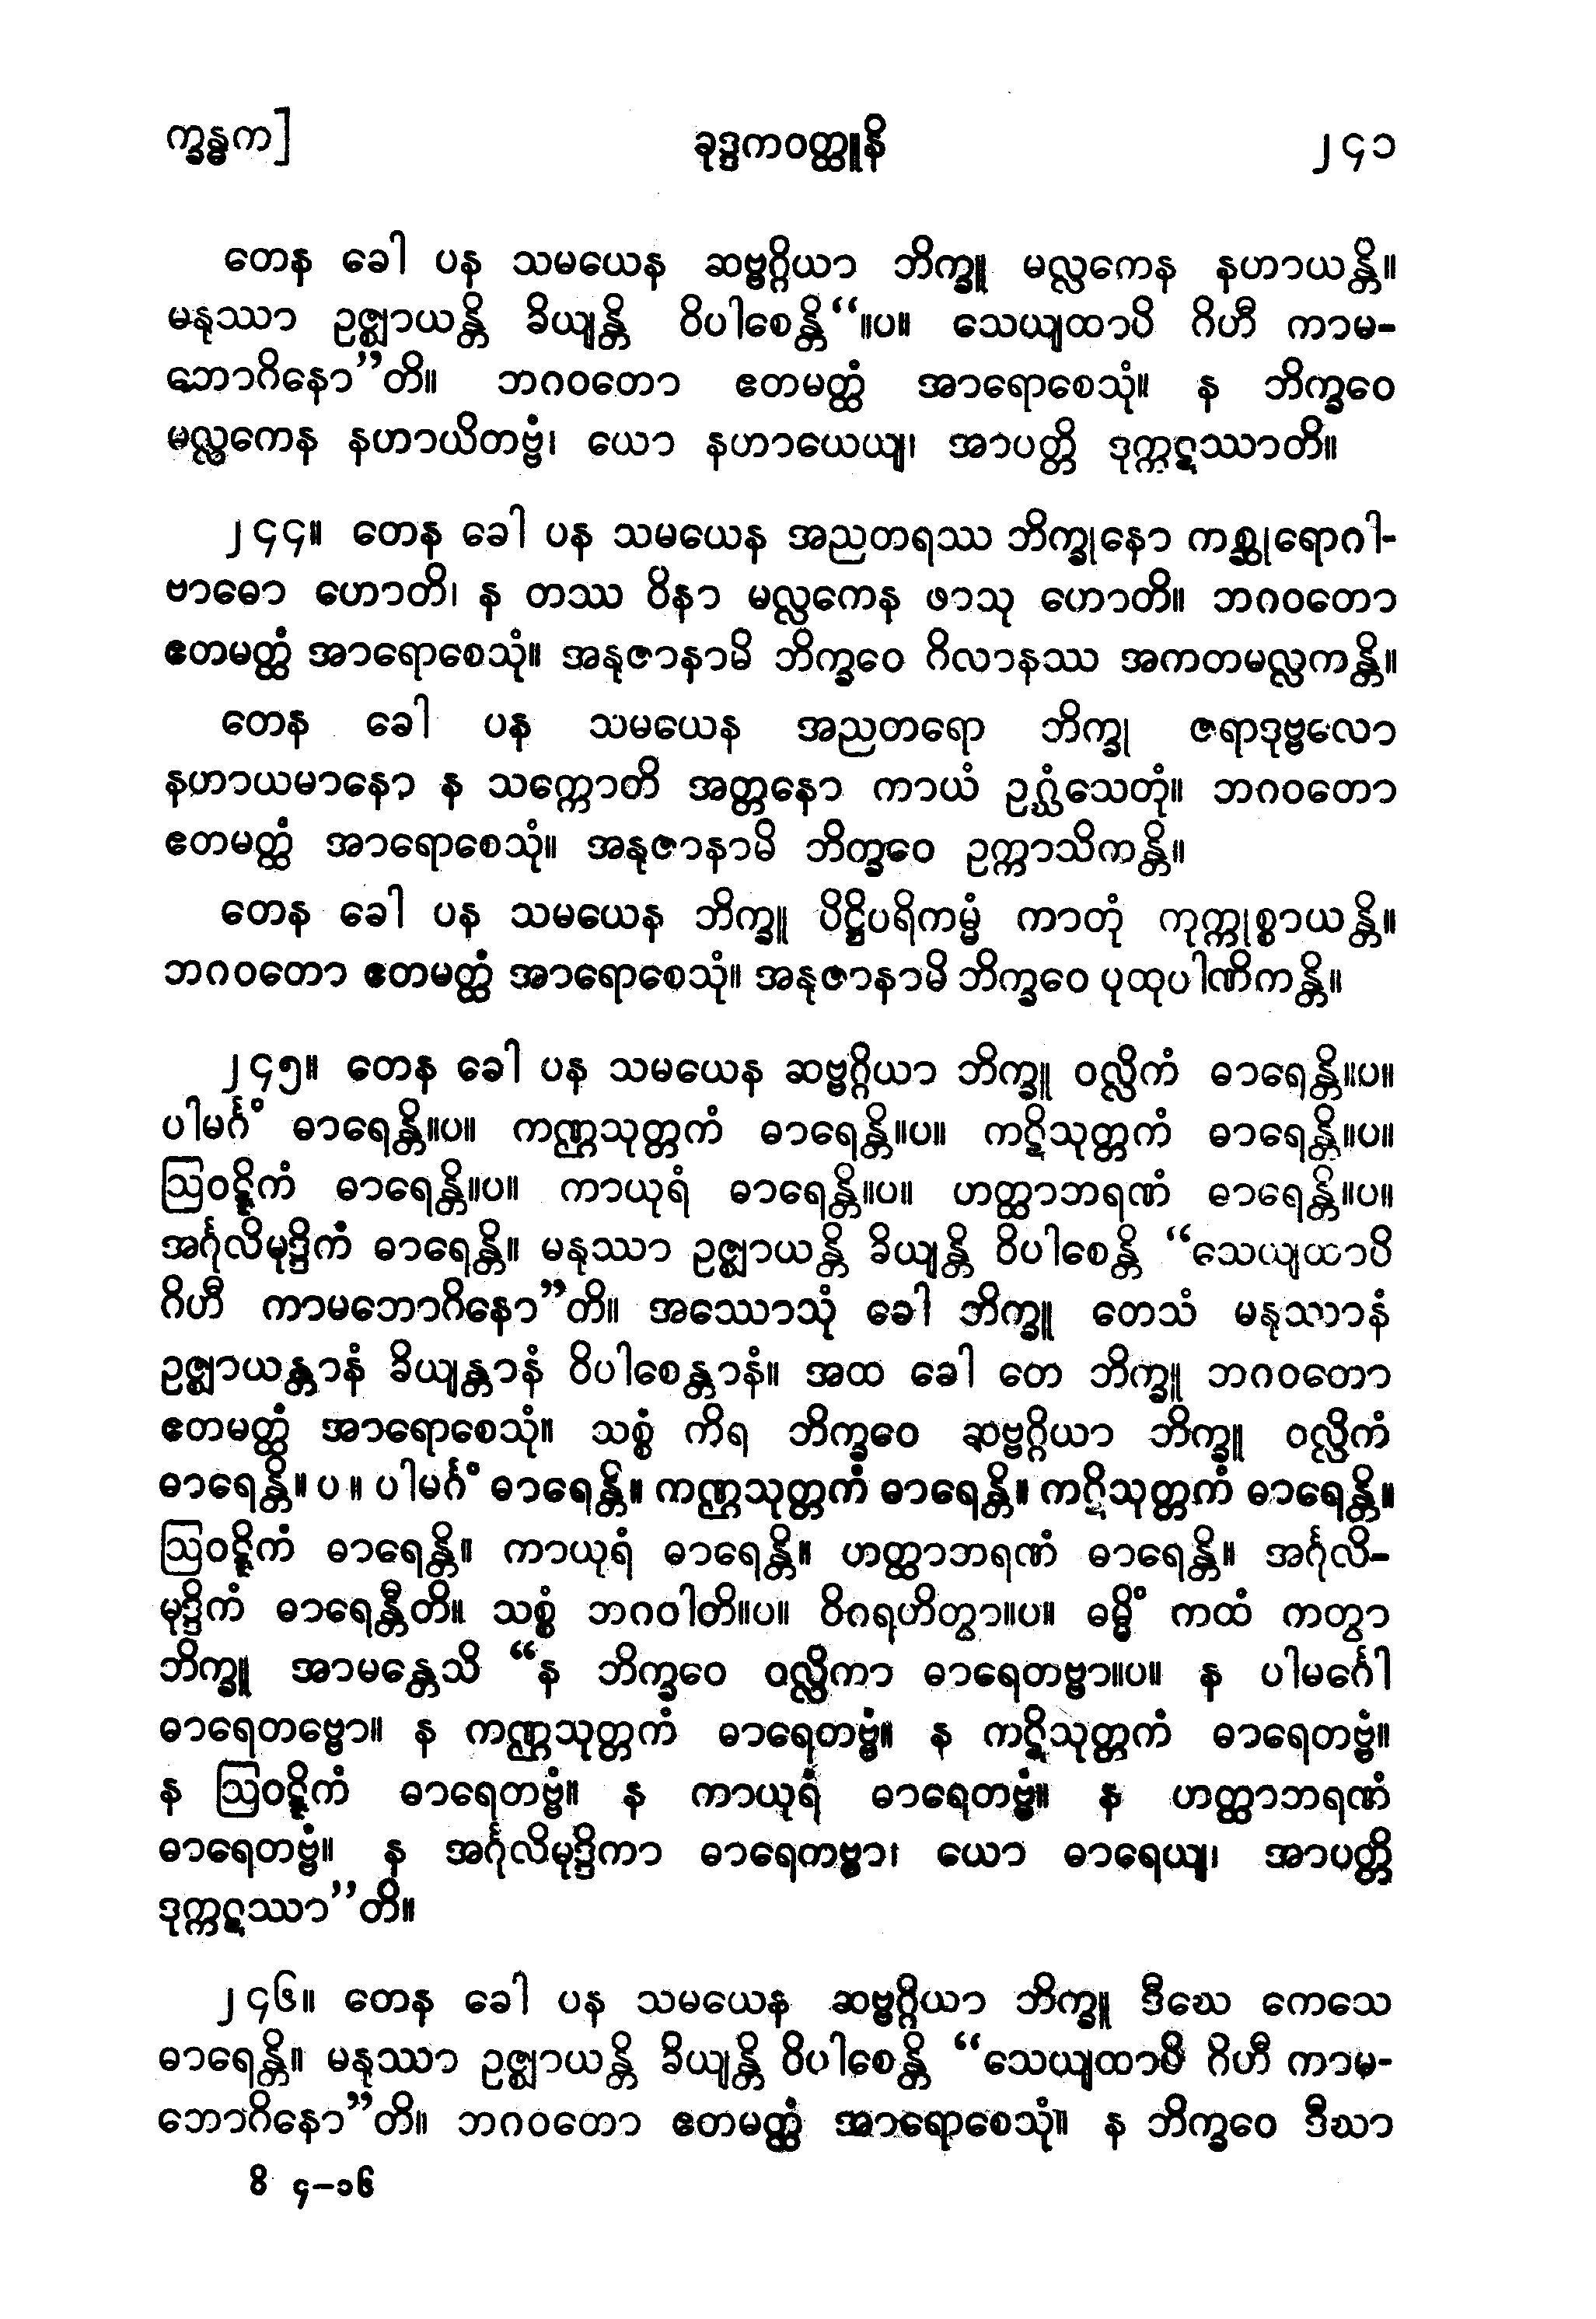 က္ခန္ဓက]
ခုဒ္ဒကဝတ္ထူနိ
၂၄၁
တေန ခေါ ပန သမယေန ဆဗ္ဗဂ္ဂိယာ ဘိက္ခူ မလ္လကေန နဟာယန္တိ။
မနုဿာ ဥဇ္ဈာယန္တိ ခိယျန္တိ ဝိပါစေန္တိ“။ပ။ သေယျထာပိ ဂိဟီ ကာမ-
ဘောဂိနော”တိ။ ဘဂဝတော ဧတမတ္ထံ အာရောစေသုံ။ န ဘိက္ခဝေ
မလ္လကေန နဟာယိတဗ္ဗံ၊ ယော နဟာယေယျ၊ အာပတ္တိ ဒုက္ကဋဿာတိ။
၂၄၄။ တေန ခေါ ပန သမယေန အညတရဿ ဘိက္ခုနော ကစ္ဆုရောဂါ-
ဗာဓော ဟောတိ၊ န တဿ ဝိနာ မလ္လကေန ဖာသု ဟောတိ။ ဘဂဝတော
ဧတမတ္ထံ အာရောစေသုံ။ အနုဇာနာမိ ဘိက္ခဝေ ဂိလာနဿ အကတမလ္လကန္တိ။
တေန ခေါ ပန သမယေန အညတရော ဘိက္ခု ဇရာဒုဗ္ဗလော
နဟာယမာနော န သက္ကောတိ အတ္တနော ကာယံ ဥဂ္ဃံသေတုံ။ ဘဂဝတော
ဧတမတ္ထံ အာရောစေသုံ။ အနုဇာနာမိ ဘိက္ခဝေ ဥက္ကာသိကန္တိ။
တေန ခေါ ပန သမယေန ဘိက္ခူ ပိဋ္ဌိပရိကမ္မံ ကာတုံ ကုက္ကုစ္စာယန္တိ။
ဘဂဝတော ဧတမတ္ထံ အာရောစေသုံ။ အနုဇာနာမိ ဘိက္ခဝေ ပုထုပါဏိကန္တိ။
၂၄၅။ တေန ခေါ ပန သမယေန ဆဗ္ဗဂ္ဂိယာ ဘိက္ခူ ဝလ္လိကံ ဓာရေန္တိ။ပ။
ပါမင်္ဂံ ဓာရေန္တိ။ပ။ ကဏ္ဌသုတ္တကံ ဓာရေန္တိ။ပ။ ကဋိသုတ္တကံ ဓာရေန္တိ။ပ။
ဩဝဋ္ဋိကံ ဓာရေန္တိ။ပ။ ကာယုရံ ဓာရေန္တိ။ပ။ ဟတ္ထာဘရဏံ ဓာရေန္တိ။ပ။
အင်္ဂုလိမုဒ္ဒိကံ ဓာရေန္တိ။ မနုဿာ ဥဇ္ဈာယန္တိ ခိယျန္တိ ဝိပါစေန္တိ “သေယျထာပိ
ဂိဟီ ကာမဘောဂိနော”တိ။ အဿောသုံ ခေါ ဘိက္ခူ တေသံ မနုဿာနံ
ဥဇ္ဈာယန္တာနံ ခိယျန္တာနံ ဝိပါစေန္တာနံ။ အထ ခေါ တေ ဘိက္ခူ ဘဂဝတော
ဧတမတ္ထံ အာရောစေသုံ။ သစ္စံ ကိရ ဘိက္ခဝေ ဆဗ္ဗဂ္ဂိယာ ဘိက္ခူ ဝလ္လိကံ
ဓာရေန္တိ။ပ။ ပါမင်္ဂံ ဓာရေန္တိ။ ကဏ္ဌသုတ္တကံ ဓာရေန္တိ။ ကဋိသုတ္တကံ ဓာရေန္တိ။
ဩဝဋ္ဋိကံ ဓာရေန္တိ။ ကာယုရံ ဓာရေန္တိ။ ဟတ္ထာဘရဏံ ဓာရေန္တိ။ အင်္ဂုလိ-
မုဒ္ဒိကံ ဓာရေန္တီတိ။ သစ္စံ ဘဂဝါတိ။ပ။ ဝိဂရဟိတွာ။ပ။ ဓမ္မိံ ကထံ ကတွာ
ဘိက္ခူ အာမန္တေသိ “န ဘိက္ခဝေ ဝလ္လိကာ ဓာရေတဗ္ဗာ။ပ။ န ပါမင်္ဂေါ
ဓာရေတဗ္ဗော။ န ကဏ္ဌသုတ္တကံ ဓာရေတဗ္ဗံ။ န ကဋိသုတ္တကံ ဓာရေတဗ္ဗံ။
န ဩဝဋ္ဋိကံ ဓာရေတဗ္ဗံ။ န ကာယုရံ ဓာရေတဗ္ဗံ။ န ဟတ္ထာဘရဏံ
ဓာရေတဗ္ဗံ။ န အင်္ဂုလိမုဒ္ဒိကာ ဓာရေတဗ္ဗာ၊ ယော ဓာရေယျ၊ အာပတ္တိ
ဒုက္ကဋဿာ”တိ။
၂၄၆။ တေန ခေါ ပန သမယေန ဆဗ္ဗဂ္ဂိယာ ဘိက္ခူ ဒီဃေ ကေသေ
ဓာရေန္တိ။ မနုဿာ ဥဇ္ဈာယန္တိ ခိယျန္တိ ဝိပါစေန္တိ “သေယျထာပိ ဂိဟီ ကာမ-
ဘောဂိနော”တိ။ ဘဂဝတော ဧတမတ္ထံ အာရောစေသုံ။ န ဘိက္ခဝေ ဒီဃာ
ဝိ ၄–၁၆